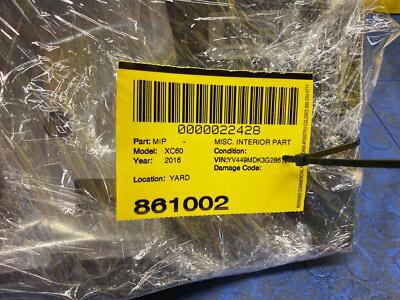 0000022428
Part: MIP - MISC. INTERIOR PART
Model: XC60 Condition:
Year: 2016 VIN:YV449MDK3G286
Damage Code:
Location: YARD
861002